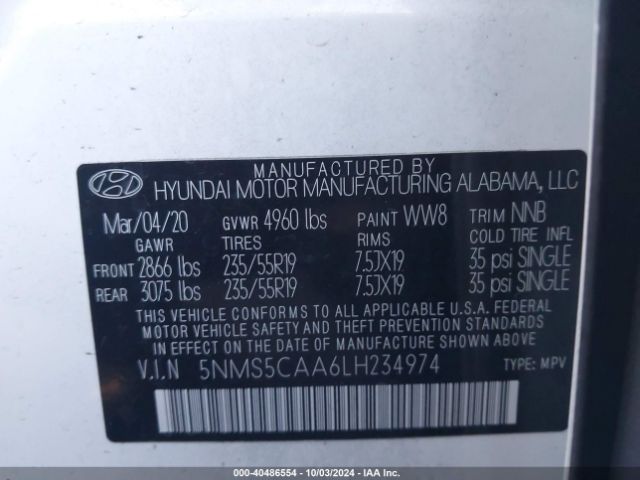 MANUFACTURED BY
HYUNDAI MOTOR MANUFACTURING ALABAMA, LLC
Mar/04/20 GVWR 4960 lbs PAINT WW8 TRIM NNB
GAWR TIRES RIMS COLD TIRE INFL
FRONT 2866 lbs 235/55R19 7.5JX19 35 psi SINGLE
REAR 3075 lbs 235/55R19 7.5JX19 35 psi SINGLE
THIS VEHICLE CONFORMS TO ALL APPLICABLE U.S.A. FEDERAL
MOTOR VEHICLE SAFETY AND THEFT PREVENTION STANDARDS
IN EFFECT ON THE DATE OF MANUFACTURE SHOWN ABOVE.
V.I.N 5NMS5CAA6LH234974 TYPE: MPV
000-40486554 - 10/03/2024 - IAA Inc.